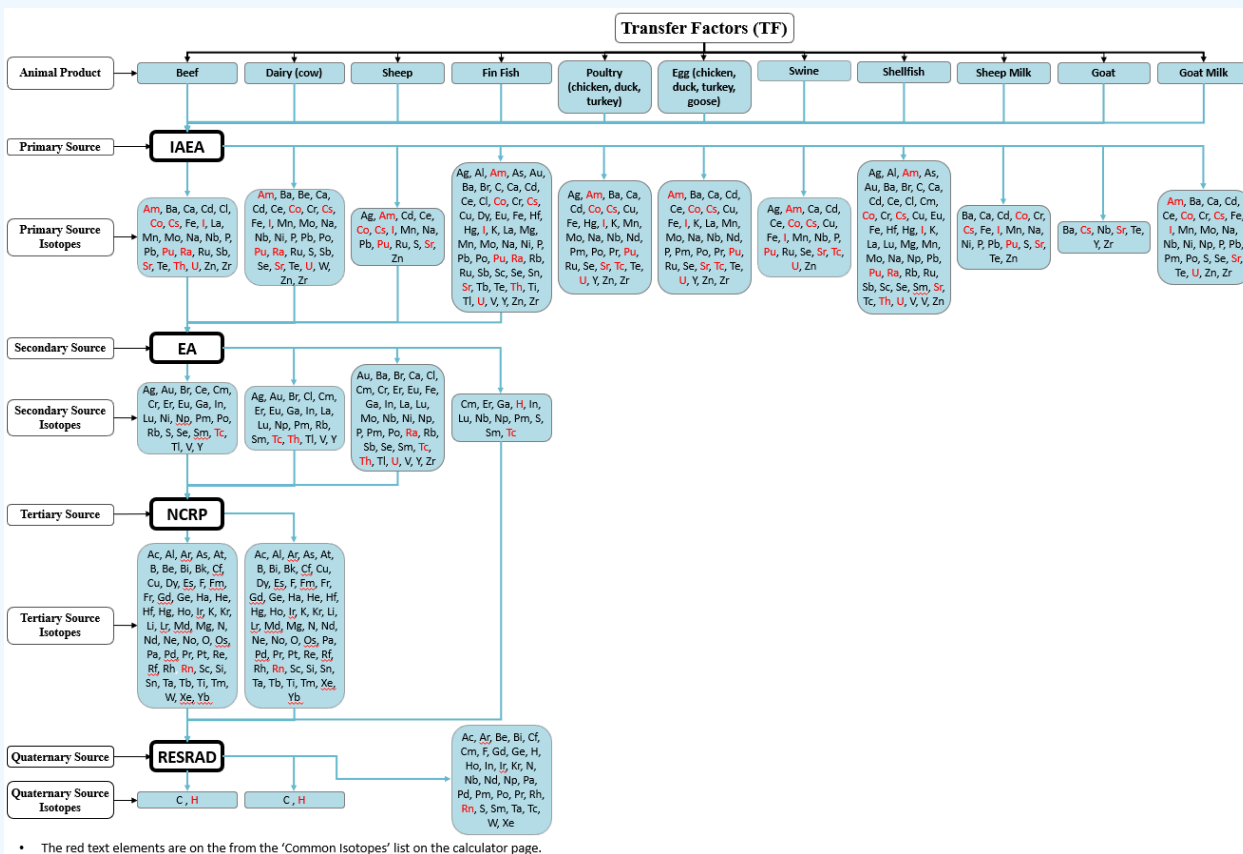 Transfer Factors (TF)
Animal Product
Beef
Dairy (cow)
Sheep
Fin Fish
Poultry
(chicken, duck,
turkey)
Egg (chicken,
duck, turkey,
goose)
Swine
Shellfish
Sheep Milk
Goat
Goat Milk
Primary Source
IAEA
Primary Source
Isotopes
Am, Ba, Ca, Cd, Cl,
Co, Cs, Fe, I, La,
Mn, Mo, Na, Nb, P,
Pb, Pu, Ra, Ru, Sb,
Sr, Te, Th, U, Zn, Zr
Am, Ba, Be, Ca,
Cd, Ce, Co, Cr, Cs,
Fe, I, Mn, Mo, Na,
Nb, Ni, P, Pb, Po,
Pu, Ra, Ru, S, Sb,
Se, Sr, Te, U, W,
Zn, Zr
Ag, Am, Cd, Ce,
Co, Cs, I, Mn, Na,
Pb, Pu, Ru, S, Sr,
Zn
Ag, Al, Am, As, Au,
Ba, Br, C, Ca, Cd,
Ce, Cl, Co, Cr, Cs,
Cu, Dy, Eu, Fe, Hf,
Hg, I, K, La, Mg,
Mn, Mo, Na, Ni, P,
Pb, Po, Pu, Ra, Rb,
Ru, Sb, Sc, Se, Sn,
Sr, Tb, Te, Th, Ti,
Tl, U, V, Y, Zn, Zr
Ag, Am, Ba, Ca,
Cd, Co, Cs, Cu,
Fe, Hg, I, K, Mn,
Mo, Na, Nb, Nd,
Pm, Po, Pr, Pu,
Ru, Se, Sr, Tc, Te,
U, Y, Zn, Zr
Am, Ba, Ca, Cd,
Ce, Co, Cs, Cu,
Fe, I, K, La, Mn,
Mo, Na, Nb, Nd,
P, Pm, Po, Pr, Pu,
Ru, Se, Sr, Tc, Te,
U, Y, Zn, Zr
Ag, Am, Ca, Cd,
Ce, Co, Cs, Cu,
Fe, I, Mn, Nb, P,
Pu, Ru, Se, Sr, Tc,
U, Zn
Ag, Al, Am, As,
Au, Ba, Br, C, Ca,
Cd, Ce, Cl, Cm,
Co, Cr, Cs, Cu, Eu,
Fe, Hf, Hg, I, K,
La, Lu, Mg, Mn,
Mo, Na, Np, Pb,
Pu, Ra, Rb, Ru,
Sb, Sc, Se, Sm, Sr,
Tc, Th, U, V, V, Zn
Ba, Ca, Cd, Co, Cr,
Cs, Fe, I, Mn, Na,
Ni, P, Pb, Pu, S, Sr,
Te, Zn
Ba, Cs, Nb, Sr, Te,
Y, Zr
Am, Ba, Ca, Cd,
Ce, Co, Cr, Cs, Fe,
I, Mn, Mo, Na,
Nb, Ni, Np, P, Pb,
Pm, Po, S, Se, Sr,
Te, U, Zn, Zr
Secondary Source
EA
Secondary Source
Isotopes
Ag, Au, Br, Ce, Cm,
Cr, Er, Eu, Ga, In,
Lu, Ni, Np, Pm, Po,
Rb, S, Se, Sm, Tc,
Tl, V, Y
Ag, Au, Br, Cl, Cm,
Er, Eu, Ga, In, La,
Lu, Np, Pm, Rb,
Sm, Tc, Th, Tl, V, Y
Au, Ba, Br, Ca, Cl,
Cm, Cr, Er, Eu, Fe,
Ga, In, La, Lu,
Mo, Nb, Ni, Np,
P, Pm, Po, Ra, Rb,
Sb, Se, Sm, Tc,
Th, Tl, U, V, Y, Zr
Cm, Er, Ga, H, In,
Lu, Nb, Np, Pm, S,
Sm, Tc
Tertiary Source
NCRP
Tertiary Source
Isotopes
Ac, Al, Ar, As, At,
B, Be, Bi, Bk, Cf,
Cu, Dy, Es, F, Fm,
Fr, Gd, Ge, Ha, He,
Hf, Hg, Ho, Ir, K, Kr,
Li, Lr, Md, Mg, N,
Nd, Ne, No, O, Os,
Pa, Pd, Pr, Pt, Re,
Rf, Rh Rn, Sc, Si,
Sn, Ta, Tb, Ti, Tm,
W, Xe, Yb
Ac, Al, Ar, As, At,
B, Bi, Bk, Cf, Cu,
Dy, Es, F, Fm, Fr,
Gd, Ge, Ha, He, Hf,
Hg, Ho, Ir, K, Kr, Li,
Lr, Md, Mg, N, Nd,
Ne, No, O, Os, Pa,
Pd, Pr, Pt, Re, Rf,
Rh, Rn, Sc, Si, Sn,
Ta, Tb, Ti, Tm, Xe,
Yb
Quaternary Source
RESRAD
Quaternary Source
Isotopes
C , H
C , H
Ac, Ar, Be, Bi, Cf,
Cm, F, Gd, Ge, H,
Ho, In, Ir, Kr, N,
Nb, Nd, Np, Pa,
Pd, Pm, Po, Pr, Rh,
Rn, S, Sm, Ta, Tc,
W, Xe
• The red text elements are on the from the 'Common Isotopes' list on the calculator page.